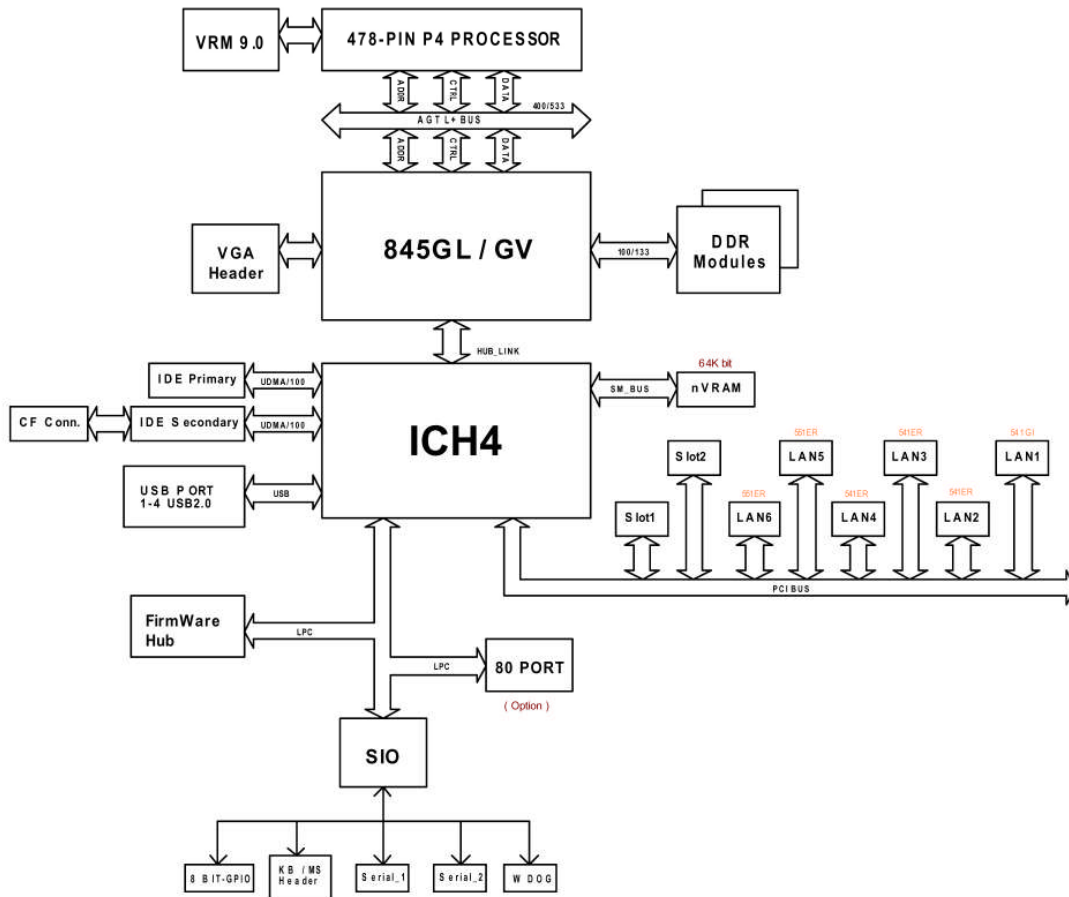 VRM 9.0
478-PIN P4 PROCESSOR
ADDR
CTRL
DATA
400/533
AGTL+ BUS
ADDR
CTRL
DATA
VGA
Header
845GL / GV
100/133
DDR
Modules
HUB_LINK
IDE Primary
UDMA/100
CF Conn.
IDE Secondary
UDMA/100
USB PORT
1-4 USB2.0
USB
ICH4
SM_BUS
64K bit
nVRAM
Slot1
Slot2
551ER
LAN6
551ER
LAN5
541ER
LAN4
541ER
LAN3
541ER
LAN2
541GI
LAN1
PCI BUS
FirmWare
Hub
LPC
LPC
80 PORT
( Option )
SIO
8 BIT-GPIO
KB / MS
Header
Serial_1
Serial_2
WDOG